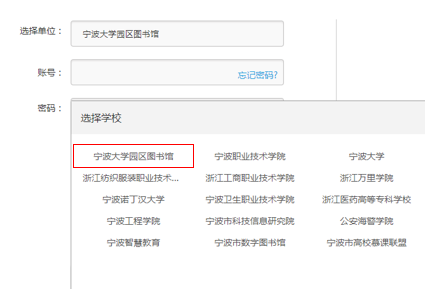 选择单位： 宁波大学园区图书馆
账号： 忘记密码?
密码：
选择学校
宁波大学园区图书馆 宁波职业技术学院 宁波大学
浙江纺织服装职业技术... 浙江工商职业技术学院 浙江万里学院
宁波诺丁汉大学 宁波卫生职业技术学院 浙江医药高等专科学校
宁波工程学院 宁波市科技信息研究院 公安海警学院
宁波智慧教育 宁波市数字图书馆 宁波市高校慕课联盟